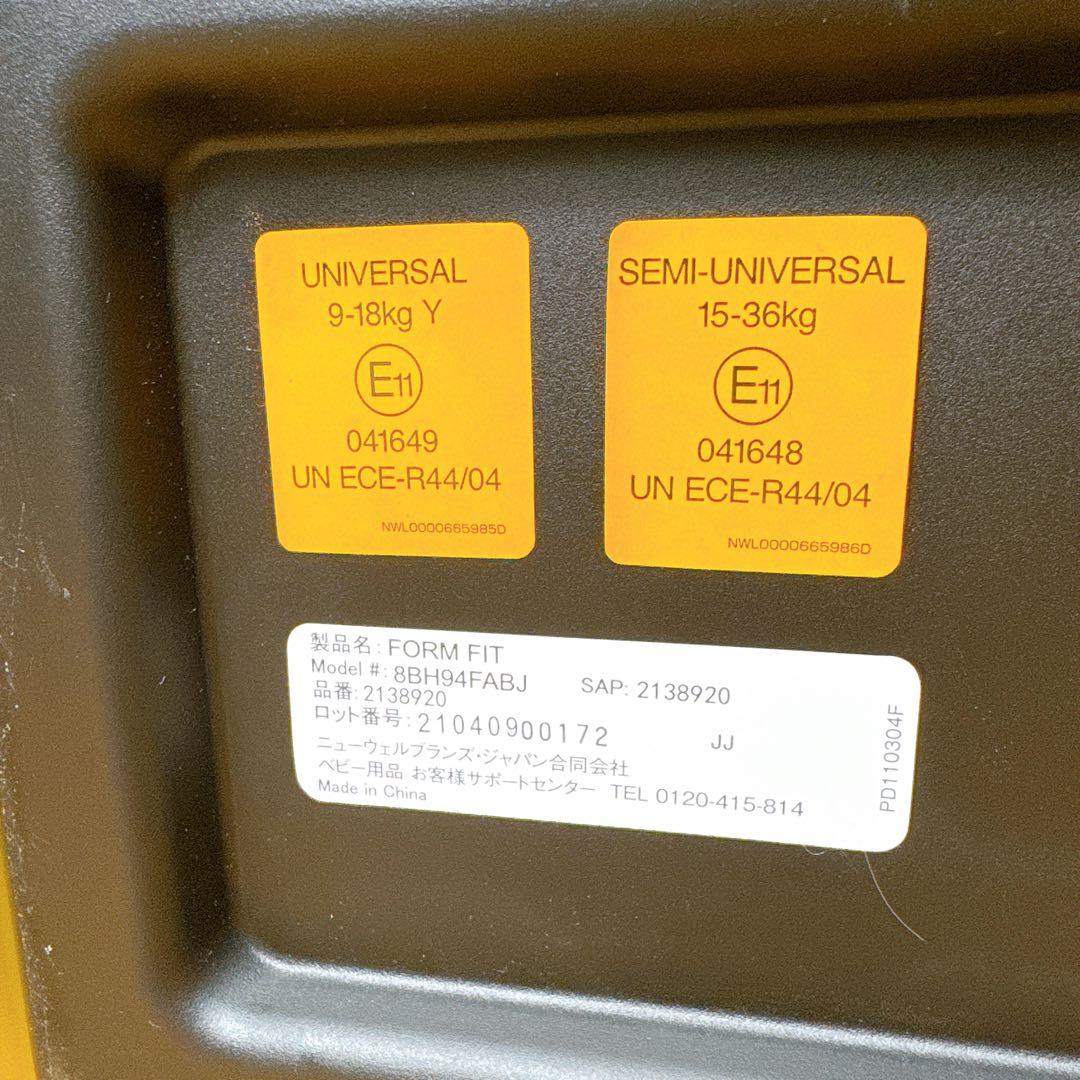 UNIVERSAL
9-18kg Y
E11
041649
UN ECE-R44/04
NWL0000665985D
SEMI-UNIVERSAL
15-36kg
E11
041648
UN ECE-R44/04
NWL0000665986D
製品名: FORM FIT
Model #: 8BH94FABJ SAP: 2138920
品番: 2138920
ロット番号: 21040900172 JJ
ニューウェルブランズ・ジャパン合同会社
ベビー用品 お客様サポートセンター TEL 0120-415-814
Made in China
PD110304F